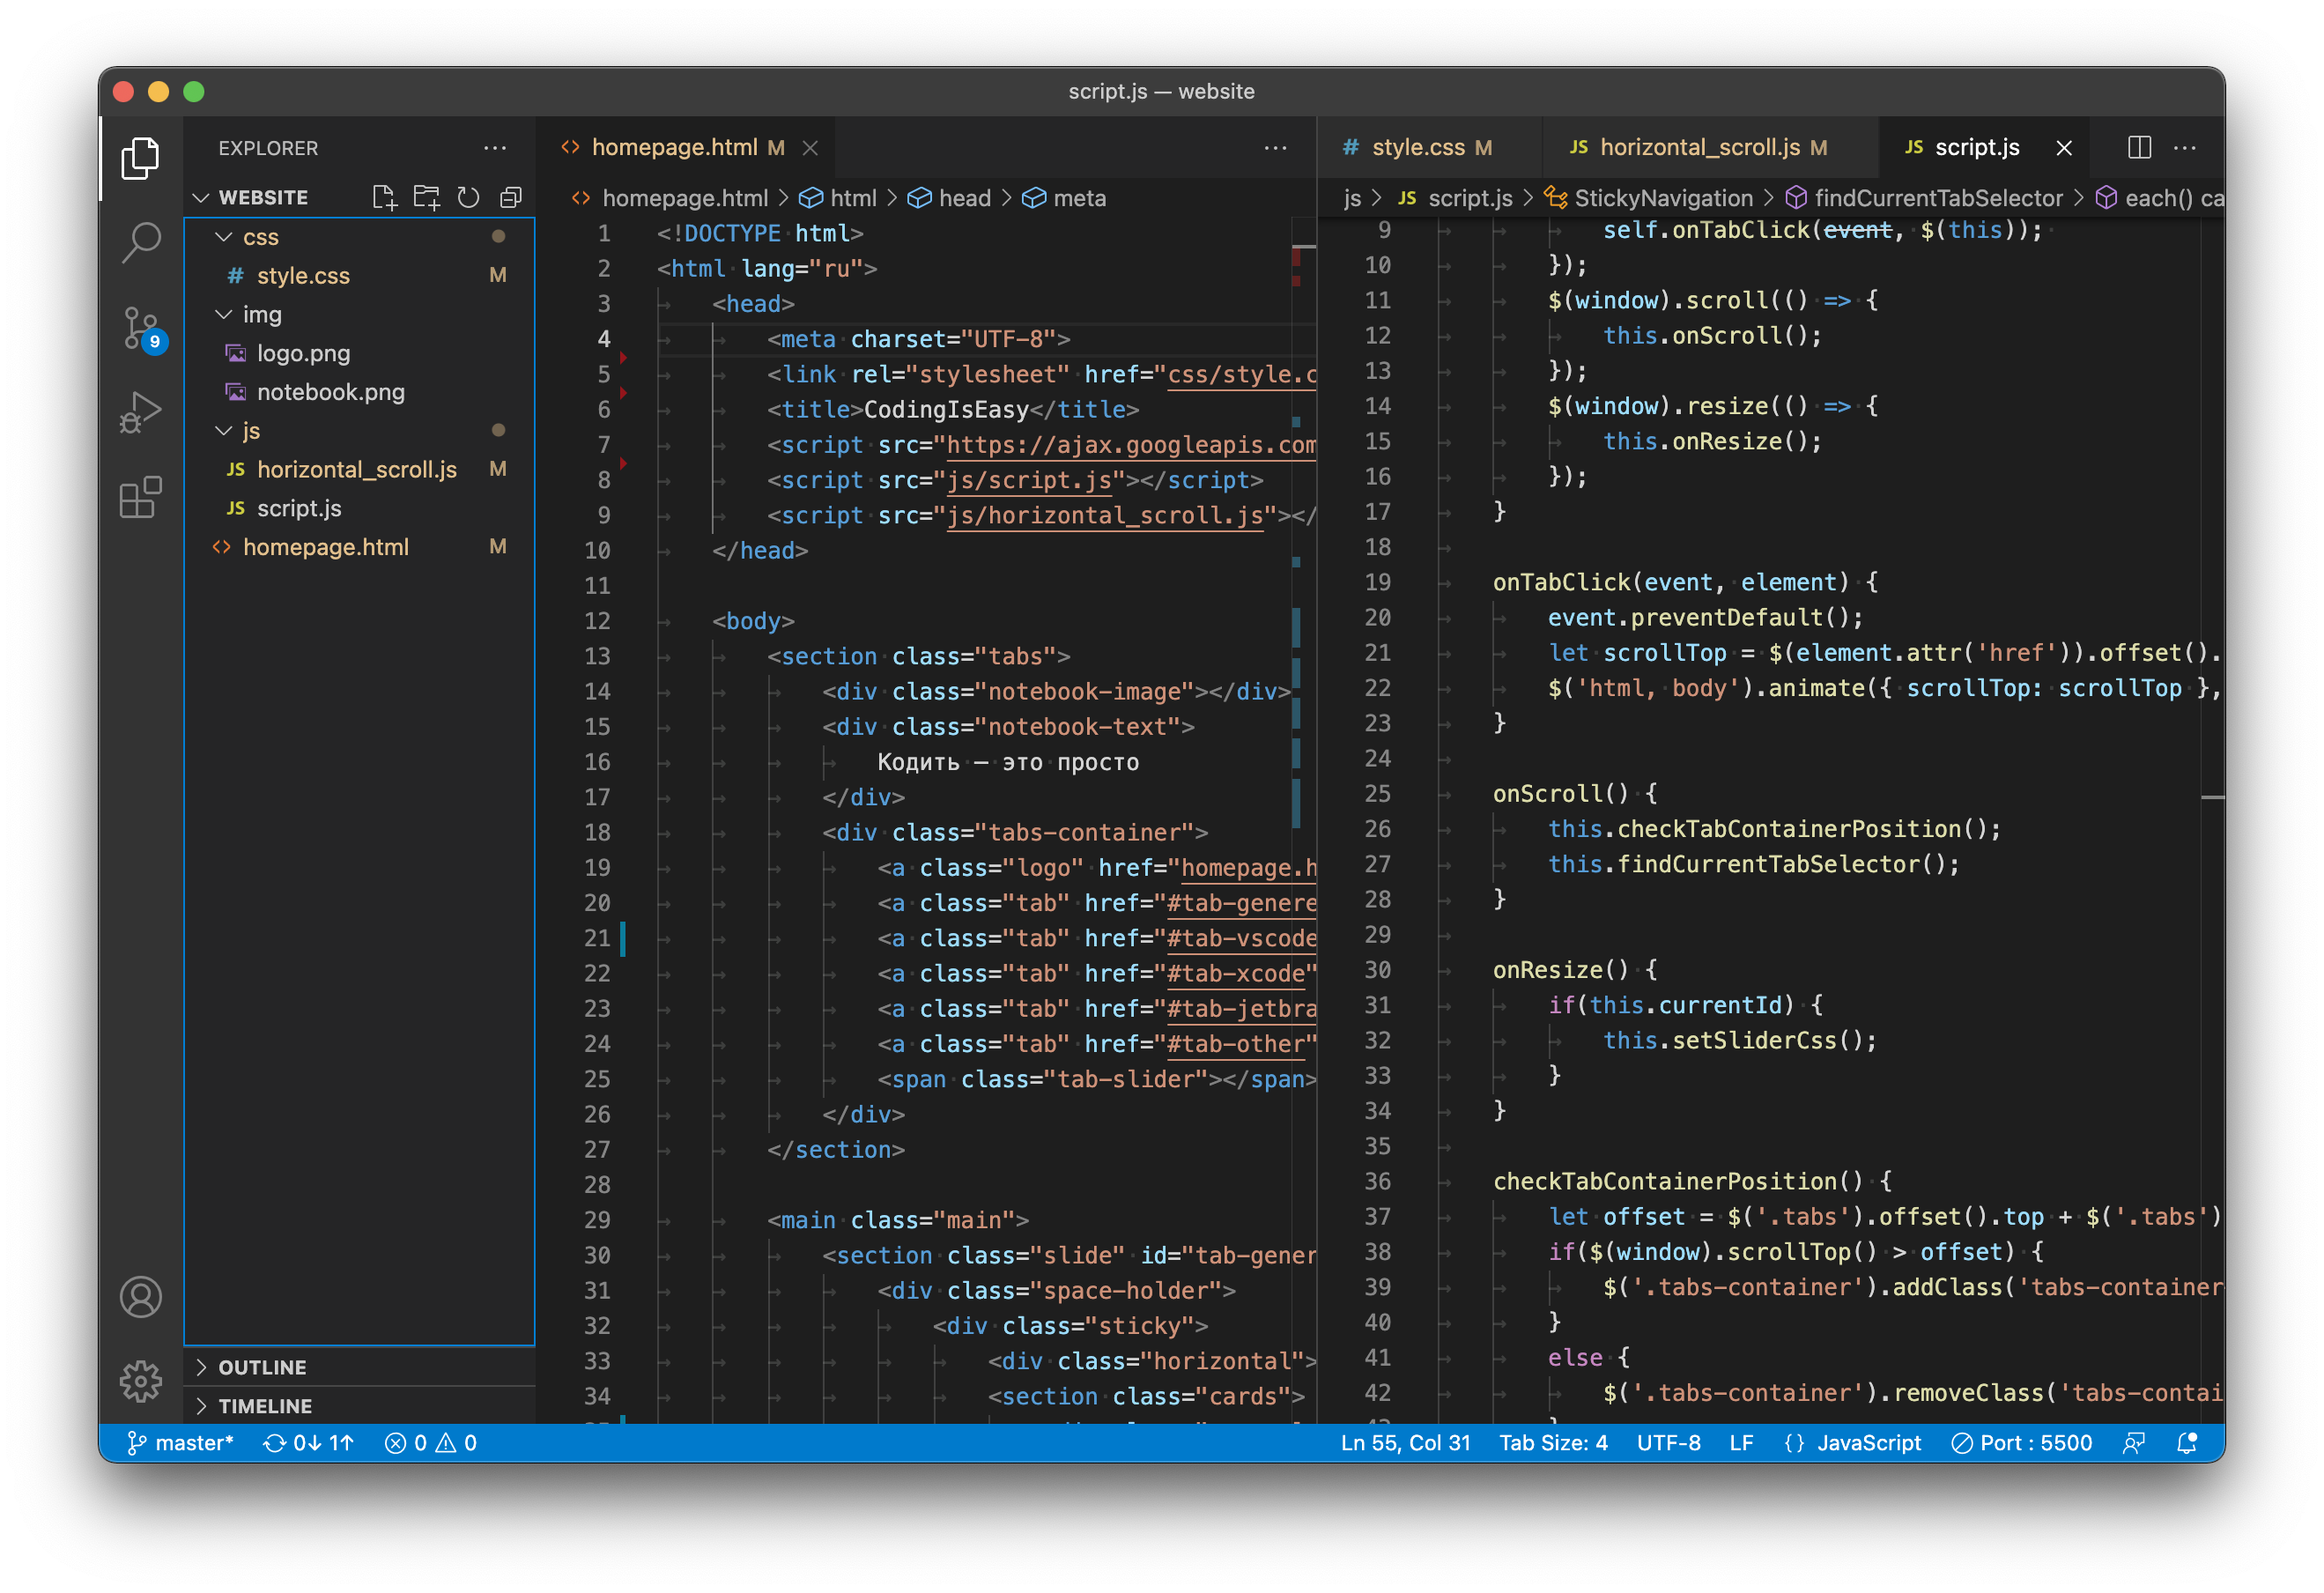 script.js — website
EXPLORER
WEBSITE
css
# style.css M
img
logo.png
notebook.png
js
JS horizontal_scroll.js M
JS script.js
<> homepage.html M
OUTLINE
TIMELINE
9
<> homepage.html M
<> homepage.html > html > head > meta
1 <!DOCTYPE html>
2 <html lang="ru">
3 <head>
4 <meta charset="UTF-8">
5 <link rel="stylesheet" href="css/style.c
6 <title>CodingIsEasy</title>
7 <script src="https://ajax.googleapis.com
8 <script src="js/script.js"></script>
9 <script src="js/horizontal_scroll.js"></
10 </head>
11
12 <body>
13 <section class="tabs">
14 <div class="notebook-image"></div>
15 <div class="notebook-text">
16 Кодить — это просто
17 </div>
18 <div class="tabs-container">
19 <a class="logo" href="homepage.h
20 <a class="tab" href="#tab-genere
21 <a class="tab" href="#tab-vscode
22 <a class="tab" href="#tab-xcode"
23 <a class="tab" href="#tab-jetbra
24 <a class="tab" href="#tab-other"
25 <span class="tab-slider"></span>
26 </div>
27 </section>
28
29 <main class="main">
30 <section class="slide" id="tab-gener
31 <div class="space-holder">
32 <div class="sticky">
33 <div class="horizontal">
34 <section class="cards">
# style.css M JS horizontal_scroll.js M JS script.js
js > JS script.js > StickyNavigation > findCurrentTabSelector > each() ca
9 self.onTabClick(event, $(this));
10 });
11 $(window).scroll(() => {
12 this.onScroll();
13 });
14 $(window).resize(() => {
15 this.onResize();
16 });
17 }
18
19 onTabClick(event, element) {
20 event.preventDefault();
21 let scrollTop = $(element.attr('href')).offset().
22 $('html, body').animate({ scrollTop: scrollTop },
23 }
24
25 onScroll() {
26 this.checkTabContainerPosition();
27 this.findCurrentTabSelector();
28 }
29
30 onResize() {
31 if(this.currentId) {
32 this.setSliderCss();
33 }
34 }
35
36 checkTabContainerPosition() {
37 let offset = $('.tabs').offset().top + $('.tabs')
38 if($(window).scrollTop() > offset) {
39 $('.tabs-container').addClass('tabs-container
40 }
41 else {
42 $('.tabs-container').removeClass('tabs-contai
master* 0↓ 1↑ 0 0 Ln 55, Col 31 Tab Size: 4 UTF-8 LF {} JavaScript Port : 5500